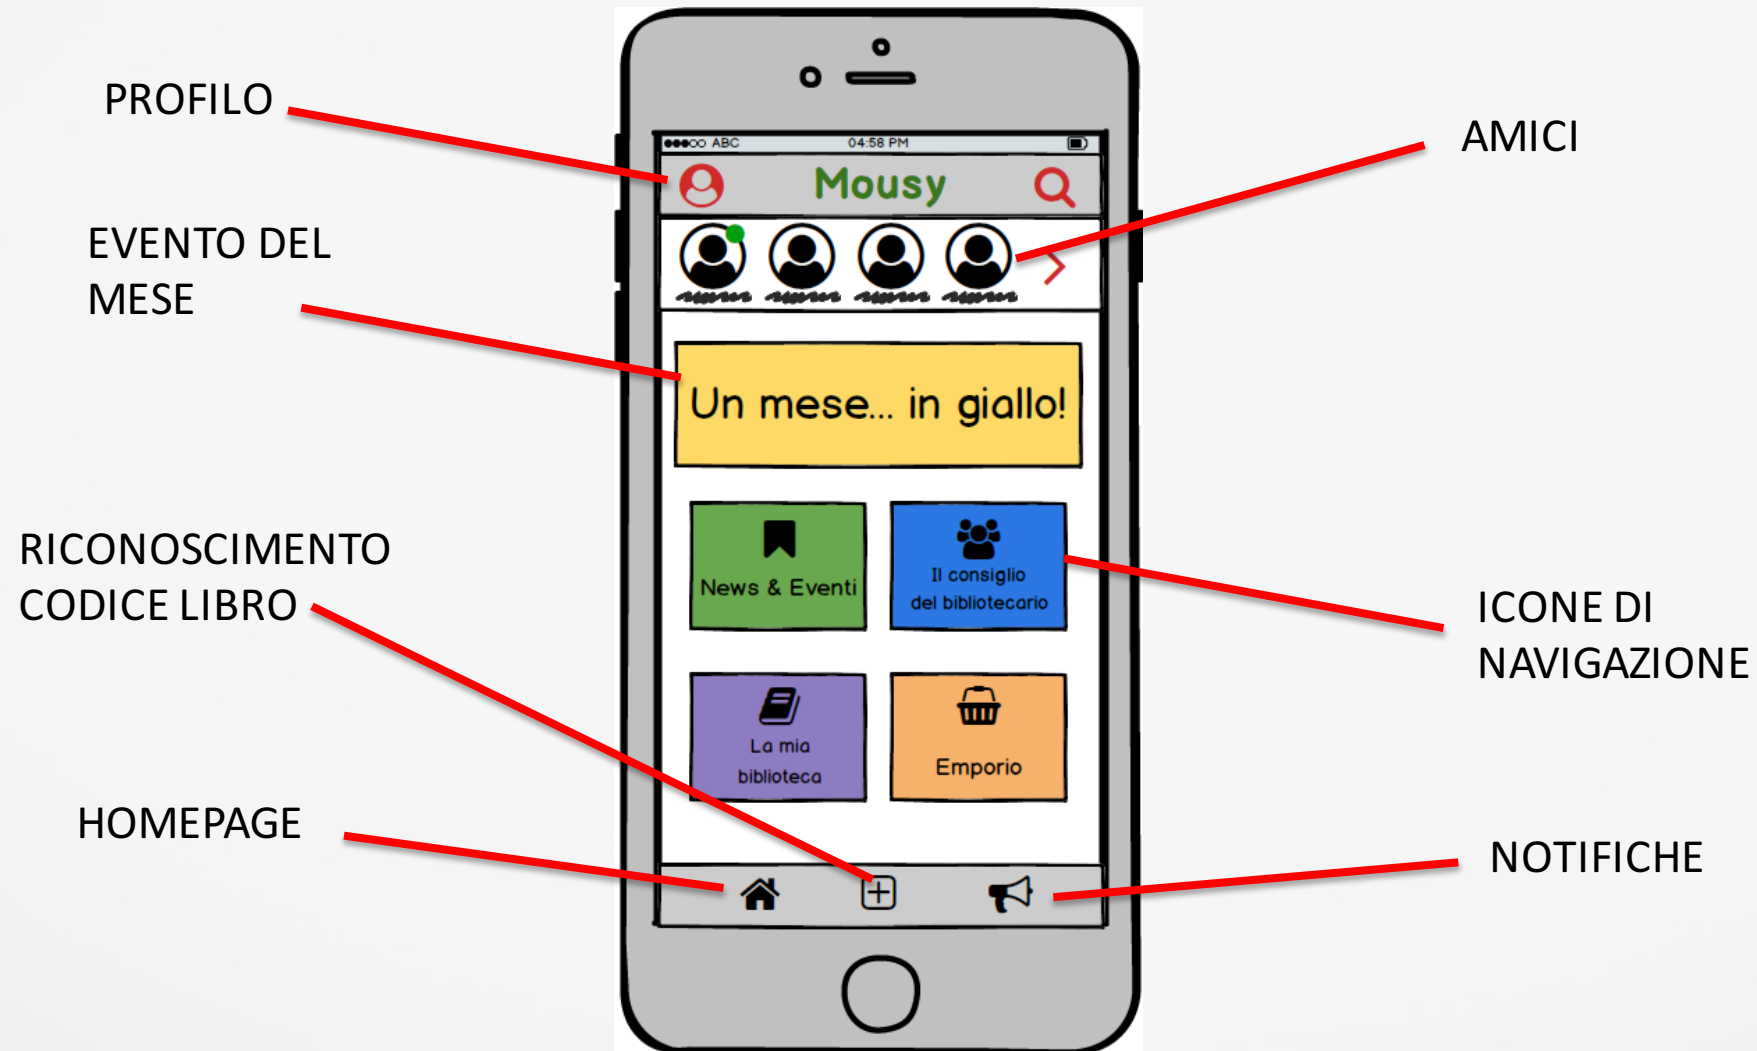 PROFILO
EVENTO DEL
MESE
RICONOSCIMENTO
CODICE LIBRO
HOMEPAGE
ABC 04:58 PM
Mousy
Un mese... in giallo!
News & Eventi
Il consiglio
del bibliotecario
La mia
biblioteca
Emporio
AMICI
ICONE DI
NAVIGAZIONE
NOTIFICHE